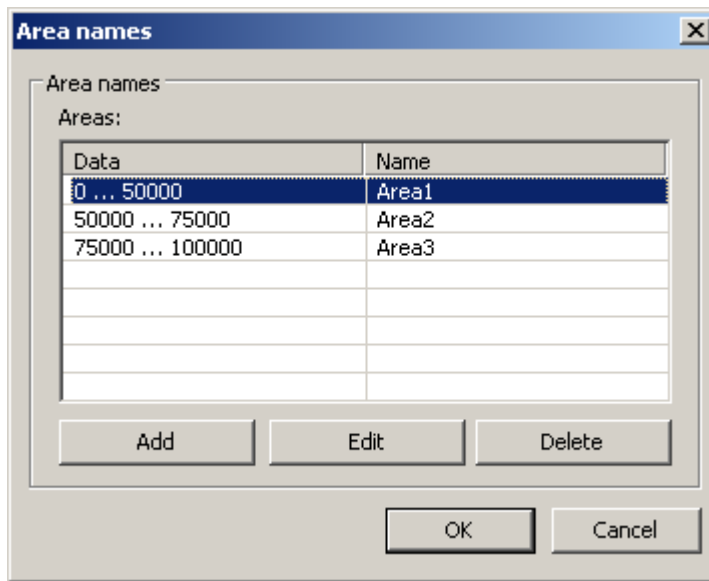 Area names
Area names
Areas:
Data Name
0 ... 50000 Area1
50000 ... 75000 Area2
75000 ... 100000 Area3
Add Edit Delete
OK Cancel